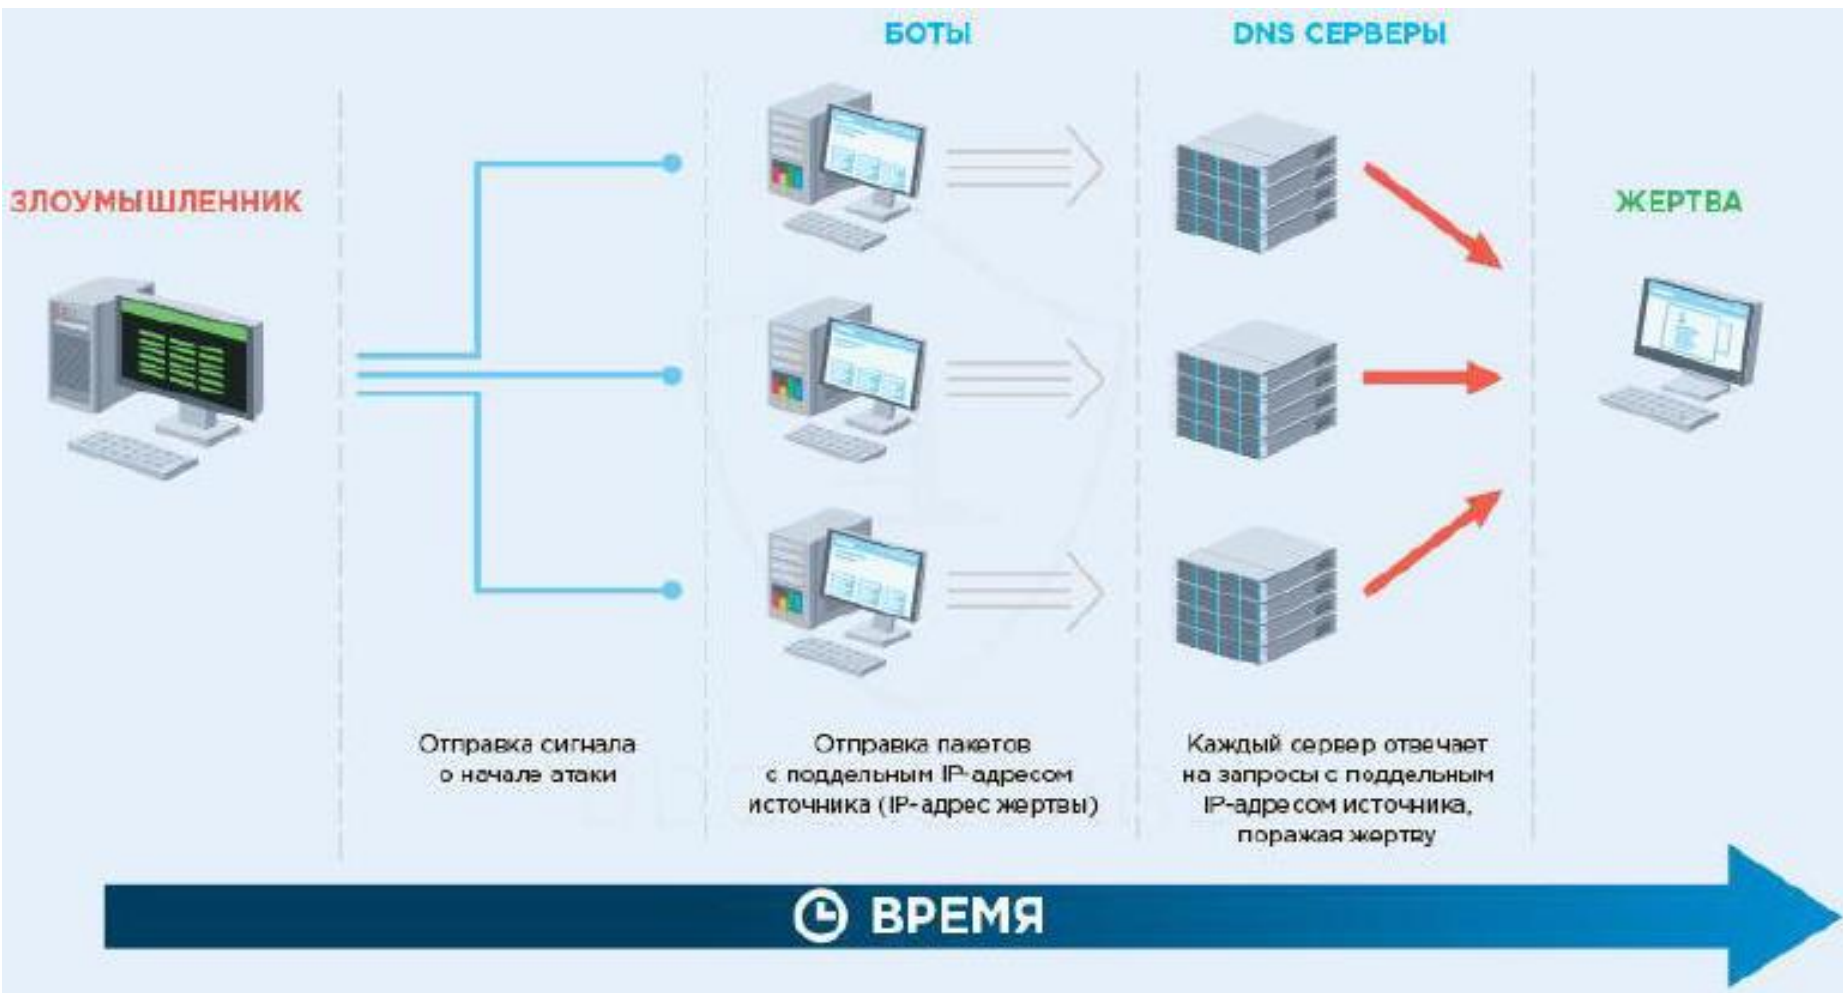 БОТЫ
DNS СЕРВЕРЫ
ЗЛОУМЫШЛЕННИК
ЖЕРТВА
Отправка сигнала
о начале атаки
Отправка пакетов
с поддельным IP-адресом
источника (IP-адрес жертвы)
Каждый сервер отвечает
на запросы с поддельным
IP-адресом источника,
поражая жертву
ВРЕМЯ